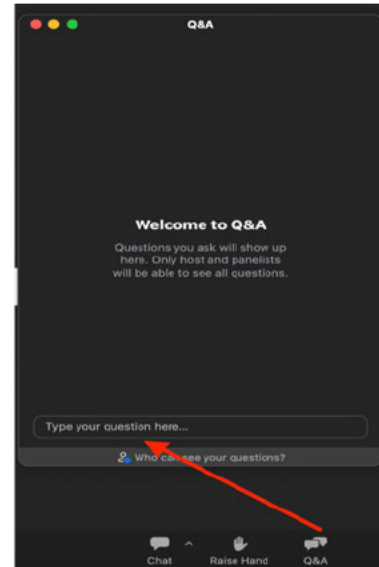 Q&A
Welcome to Q&A
Questions you ask will show up
here. Only host and panelists
will be able to see all questions.
Type your question here...
Who can see your questions?
Chat Raise Hand Q&A